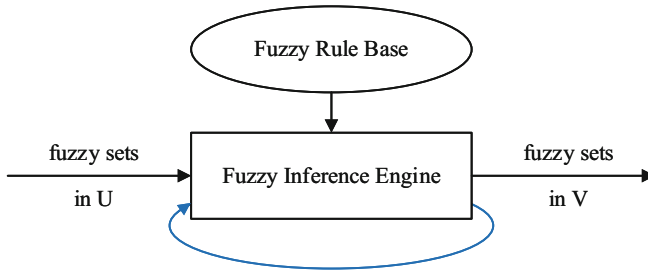 Fuzzy Rule Base
fuzzy sets
in U
Fuzzy Inference Engine
fuzzy sets
in V